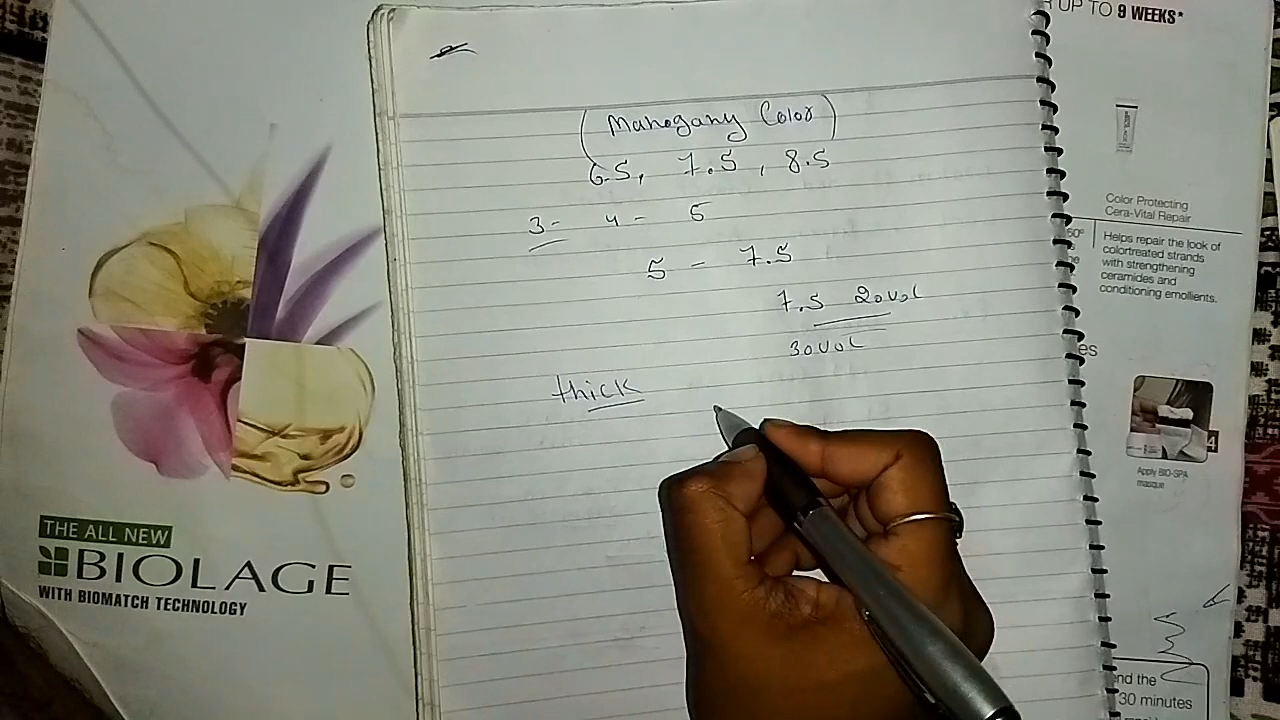 (Mahogany Color)
6.5, 7.5, 8.5
3- 4 - 5
5 - 7.5
7.5 20vol
30vol
thick
THE ALL NEW
BIOLAGE
WITH BIOMATCH TECHNOLOGY
UP TO 9 WEEKS*
Color Protecting
Cera-Vital Repair
Helps repair the look of
colortreated strands
with strengthening
ceramides and
conditioning emollients.
es
4
Apply BIO-SPA
masque
nd the
30 minutes